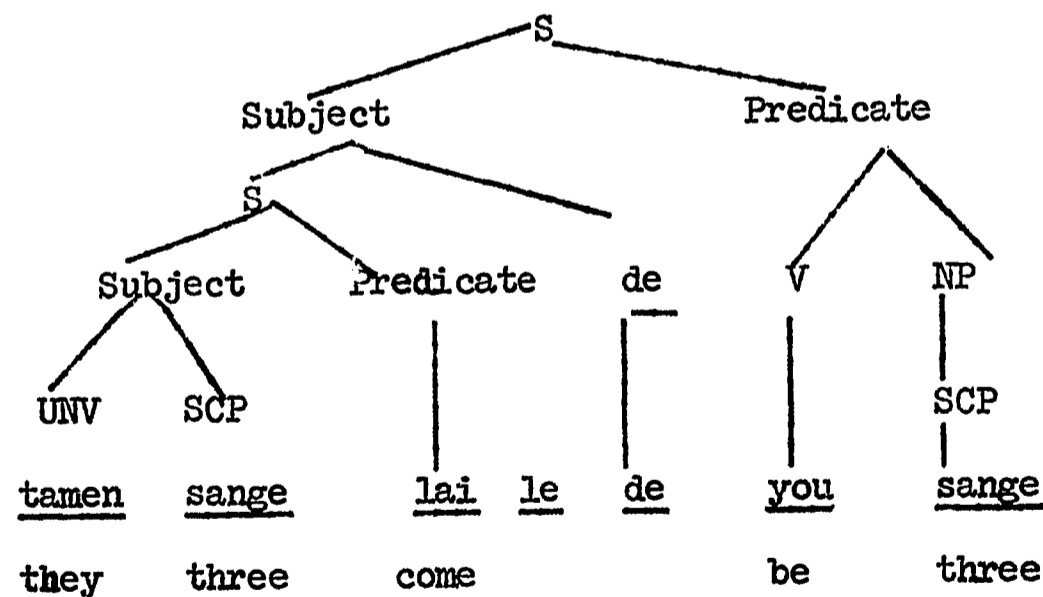 S
Subject Predicate
S
Subject Predicate de V NP
UNV SCP SCP
tamen sange lai le de you sange
they three come be three